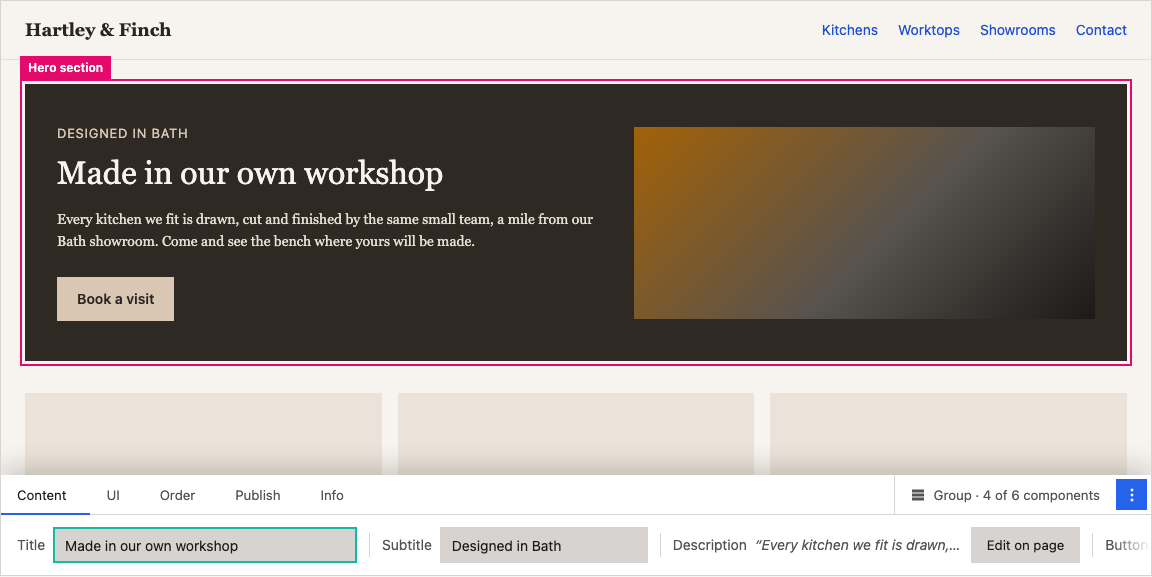 Hartley & Finch
Kitchens Worktops Showrooms Contact
Hero section
DESIGNED IN BATH
Made in our own workshop
Every kitchen we fit is drawn, cut and finished by the same small team, a mile from our
Bath showroom. Come and see the bench where yours will be made.
Book a visit
Content UI Order Publish Info Group · 4 of 6 components
Title Made in our own workshop Subtitle Designed in Bath Description “Every kitchen we fit is drawn,... Edit on page Button